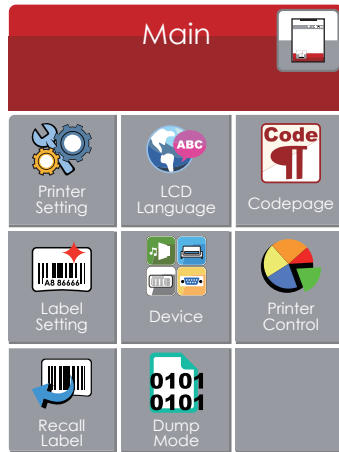 Main
ABC
Code
Printer
Setting
LCD
Language
Codepage
A8 86666
Label
Setting
Device
Printer
Control
0101
0101
Recall
Label
Dump
Mode